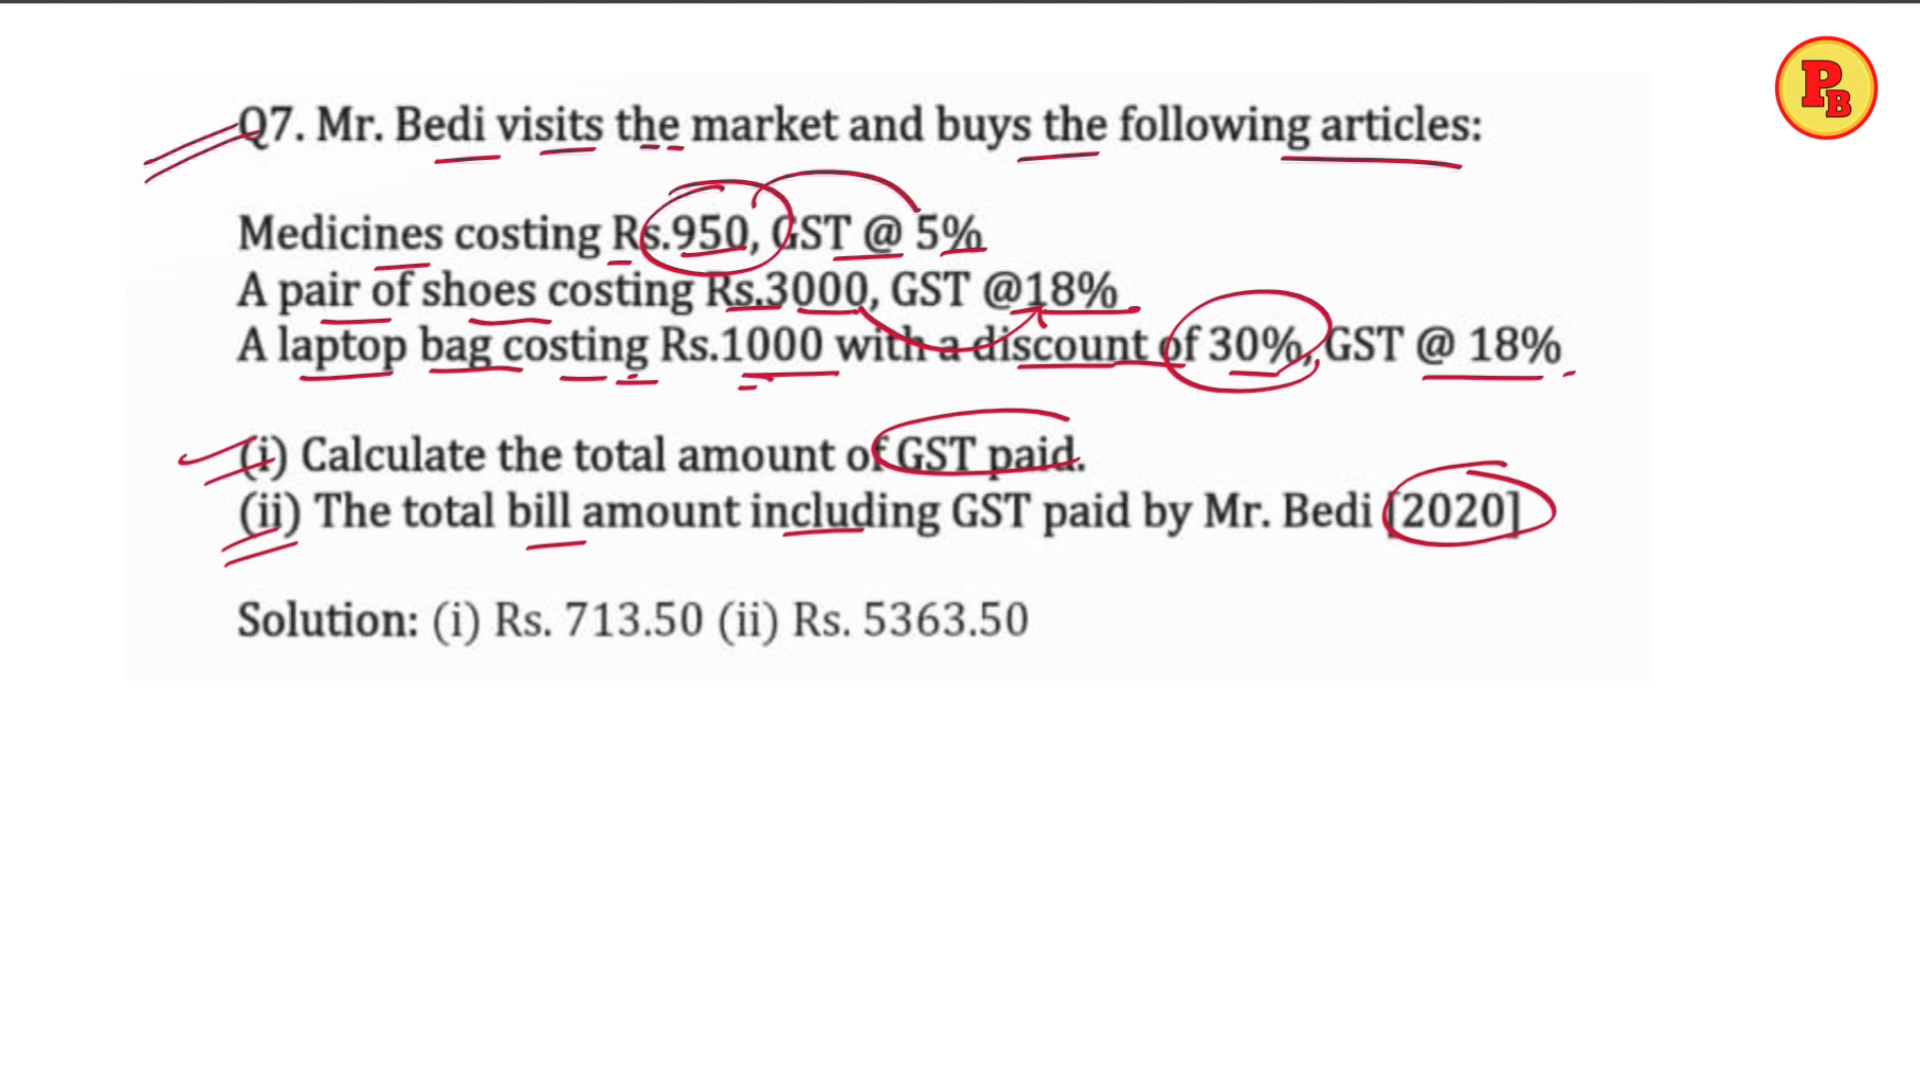 PB
Q7. Mr. Bedi visits the market and buys the following articles:
Medicines costing Rs.950, GST @ 5%
A pair of shoes costing Rs.3000, GST @18%
A laptop bag costing Rs.1000 with a discount of 30%, GST @ 18%
(i) Calculate the total amount of GST paid.
(ii) The total bill amount including GST paid by Mr. Bedi [2020]
Solution: (i) Rs. 713.50 (ii) Rs. 5363.50